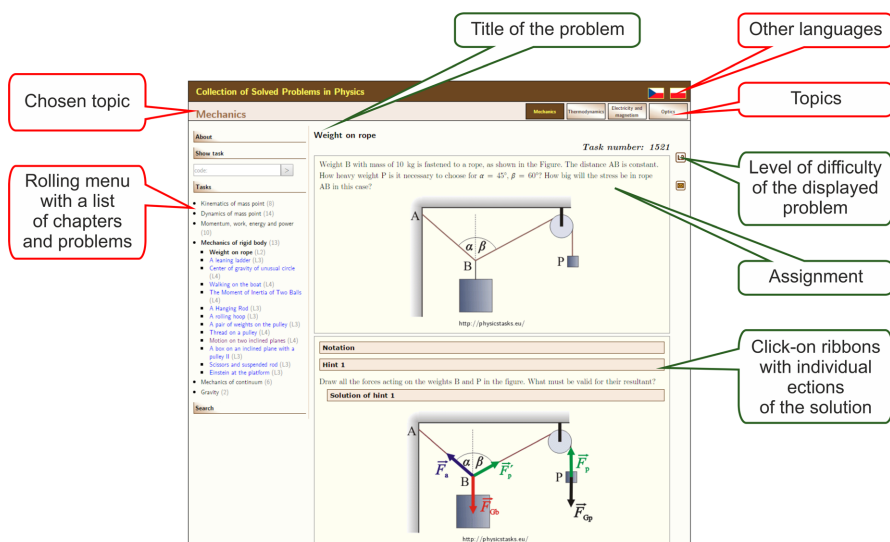 Title of the problem
Other languages
Chosen topic
Topics
Rolling menu
with a list
of chapters
and problems
Level of difficulty
of the displayed
problem
Assignment
Click-on ribbons
with individual
ections
of the solution
Collection of Solved Problems in Physics
Mechanics
Mechanics
Thermodynamics
Electricity and
magnetism
Optics
About
Show task
code
>
Tasks
Kinematics of mass point (8)
Dynamics of mass point (14)
Momentum, work, energy and power
(10)
Mechanics of rigid body (13)
Weight on rope (L2)
A leaning ladder (L3)
Center of gravity of unusual circle
(L4)
Walking on the boat (L4)
The Moment of Inertia of Two Balls
(L4)
A Hanging Rod (L3)
A rolling hoop (L3)
A pair of weights on the pulley (L3)
Thread on a pulley (L4)
Motion on two inclined planes (L4)
A box on an inclined plane with a
pulley II (L3)
Scissors and suspended rod (L3)
Einstein at the platform (L3)
Mechanics of continuum (6)
Gravity (2)
Search
Weight on rope
Task number: 1521
L2
Weight B with mass of 10 kg is fastened to a rope, as shown in the Figure. The distance AB is constant.
How heavy weight P is it necessary to choose for α = 45°, β = 60°? How big will the stress be in rope
AB in this case?
A
α β
B
P
http://physicstasks.eu/
Notation
Hint 1
Draw all the forces acting on the weights B and P in the figure. What must be valid for their resultant?
Solution of hint 1
A
α β
F⃗a
F⃗p′
F⃗p
B
P
F⃗Gb
F⃗Gp
http://physicstasks.eu/